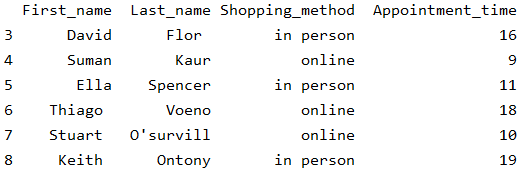 First_name Last_name Shopping_method Appointment_time
3 David Flor in person 16
4 Suman Kaur online 9
5 Ella Spencer in person 11
6 Thiago Voeno online 18
7 Stuart O'survill online 10
8 Keith Ontony in person 19